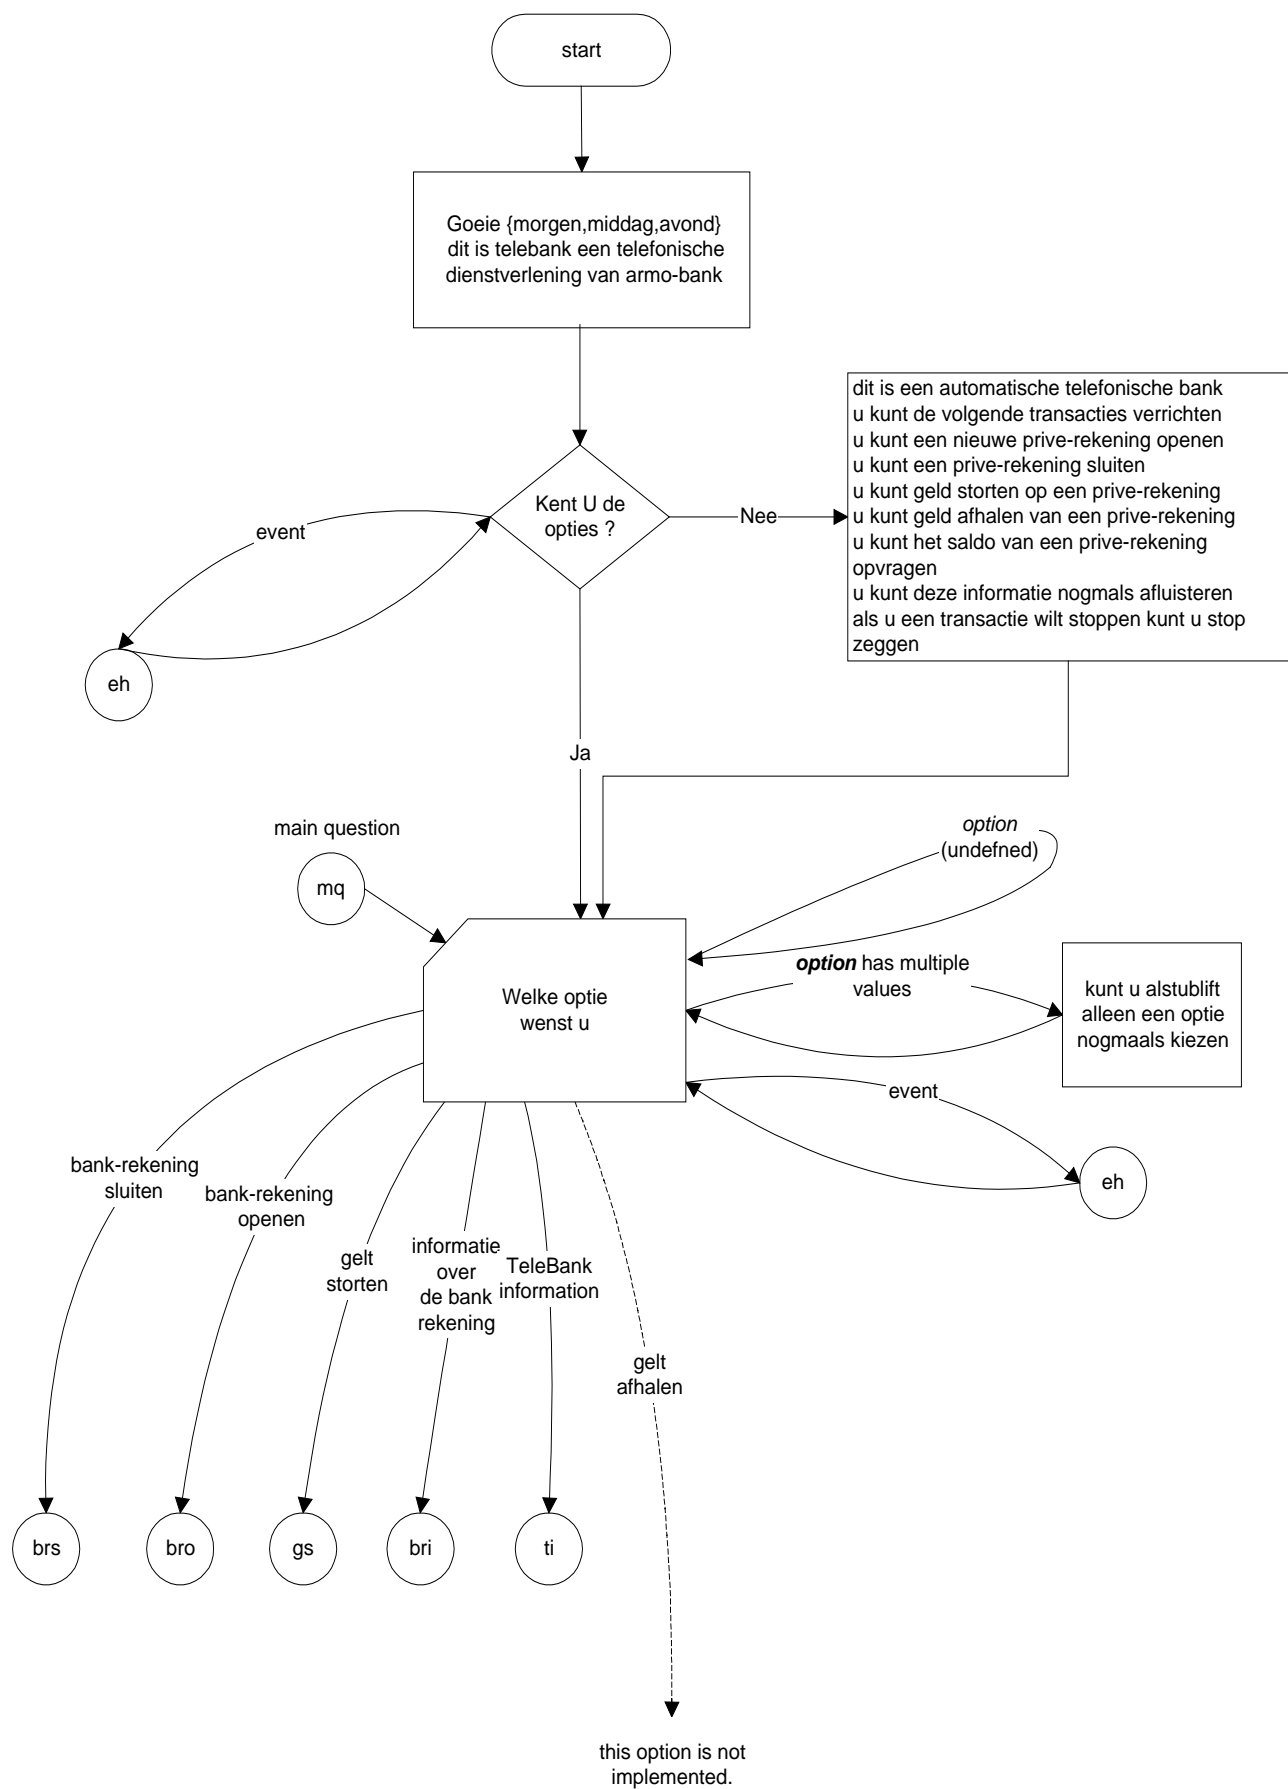 start
Goeie {morgen,middag,avond}
dit is telebank een telefonische
dienstverlening van armo-bank
dit is een automatische telefonische bank
u kunt de volgende transacties verrichten
u kunt een nieuwe prive-rekening openen
u kunt een prive-rekening sluiten
u kunt geld storten op een prive-rekening
u kunt geld afhalen van een prive-rekening
u kunt het saldo van een prive-rekening
opvragen
u kunt deze informatie nogmals afluisteren
als u een transactie wilt stoppen kunt u stop
zeggen
Kent U de
opties ?
Nee
event
eh
Ja
main question
mq
option
(undefned)
Welke optie
wenst u
option has multiple
values
kunt u alstublift
alleen een optie
nogmaals kiezen
event
eh
bank-rekening
sluiten
bank-rekening
openen
gelt
storten
informatie
over
de bank
rekening
TeleBank
information
gelt
afhalen
brs
bro
gs
bri
ti
this option is not
implemented.